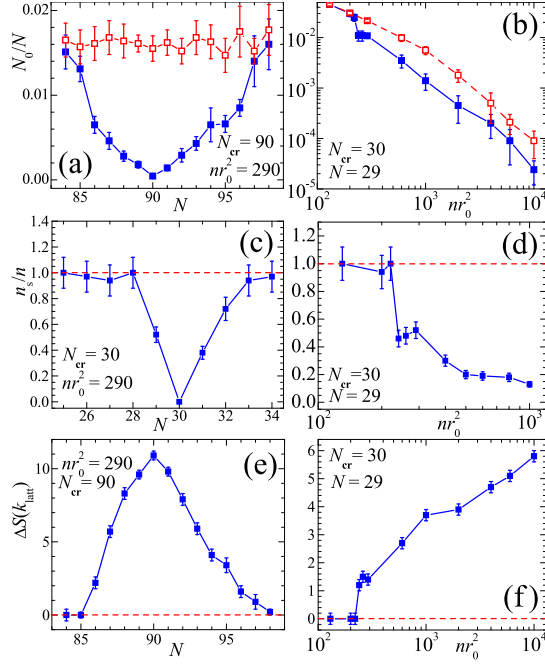 N₀/N
0.016
0.008
0.000
85
90
95
N
(a)
N_cr = 90
nr₀² = 290
10⁻²
10⁻³
10⁻⁴
10⁻⁵
10²
10³
10⁴
nr₀²
(b)
N_cr = 30
N = 29
n_s/n
1.4
1.2
1.0
0.8
0.6
0.4
0.2
0.0
26
28
30
32
34
N
(c)
N_cr = 30
nr₀² = 290
1.4
1.2
1.0
0.8
0.6
0.4
0.2
0.0
10²
10³
nr₀²
(d)
N_cr = 30
N = 29
ΔS(k_latt)
10
5
0
85
90
95
N
(e)
nr₀² = 290
N_cr = 90
6
5
4
3
2
1
0
10²
10³
10⁴
nr₀²
(f)
N_cr = 30
N = 29